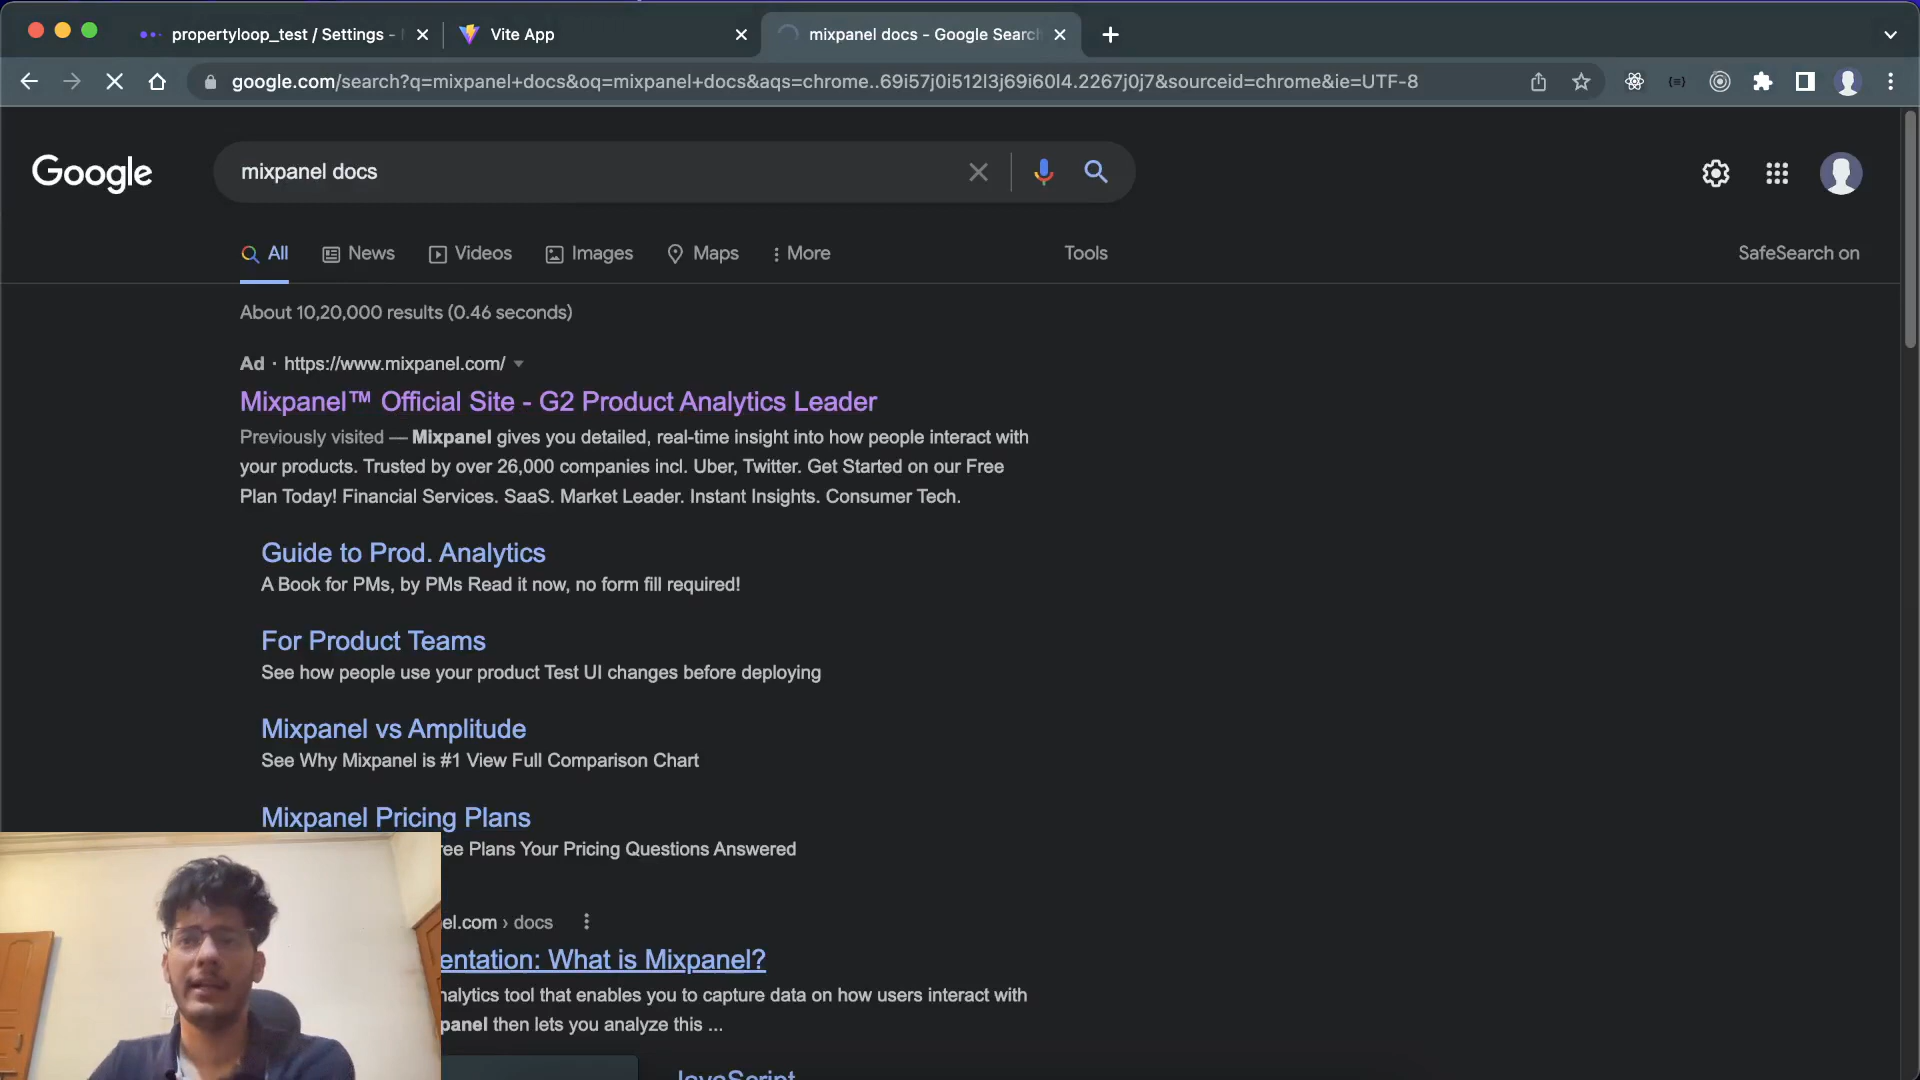 propertyloop_test / Settings -
Vite App
mixpanel docs - Google Search
google.com/search?q=mixpanel+docs&oq=mixpanel+docs&aqs=chrome..69i57j0i512l3j69i60l4.2267j0j7&sourceid=chrome&ie=UTF-8
Google
mixpanel docs
All
News
Videos
Images
Maps
More
Tools
SafeSearch on
About 10,20,000 results (0.46 seconds)
Ad · https://www.mixpanel.com/
Mixpanel™ Official Site - G2 Product Analytics Leader
Previously visited — Mixpanel gives you detailed, real-time insight into how people interact with
your products. Trusted by over 26,000 companies incl. Uber, Twitter. Get Started on our Free
Plan Today! Financial Services. SaaS. Market Leader. Instant Insights. Consumer Tech.
Guide to Prod. Analytics
A Book for PMs, by PMs Read it now, no form fill required!
For Product Teams
See how people use your product Test UI changes before deploying
Mixpanel vs Amplitude
See Why Mixpanel is #1 View Full Comparison Chart
Mixpanel Pricing Plans
ree Plans Your Pricing Questions Answered
el.com › docs
entation: What is Mixpanel?
nalytics tool that enables you to capture data on how users interact with
panel then lets you analyze this ...
JavaScript